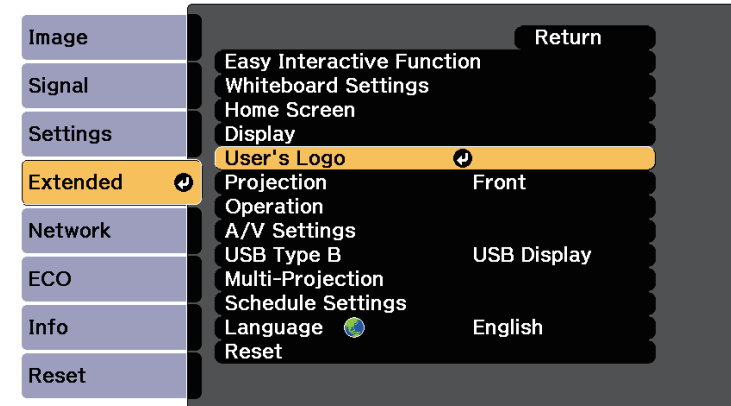 Image
Signal
Settings
Extended
Network
ECO
Info
Reset
Return
Easy Interactive Function
Whiteboard Settings
Home Screen
Display
User's Logo
Projection Front
Operation
A/V Settings
USB Type B USB Display
Multi-Projection
Schedule Settings
Language English
Reset